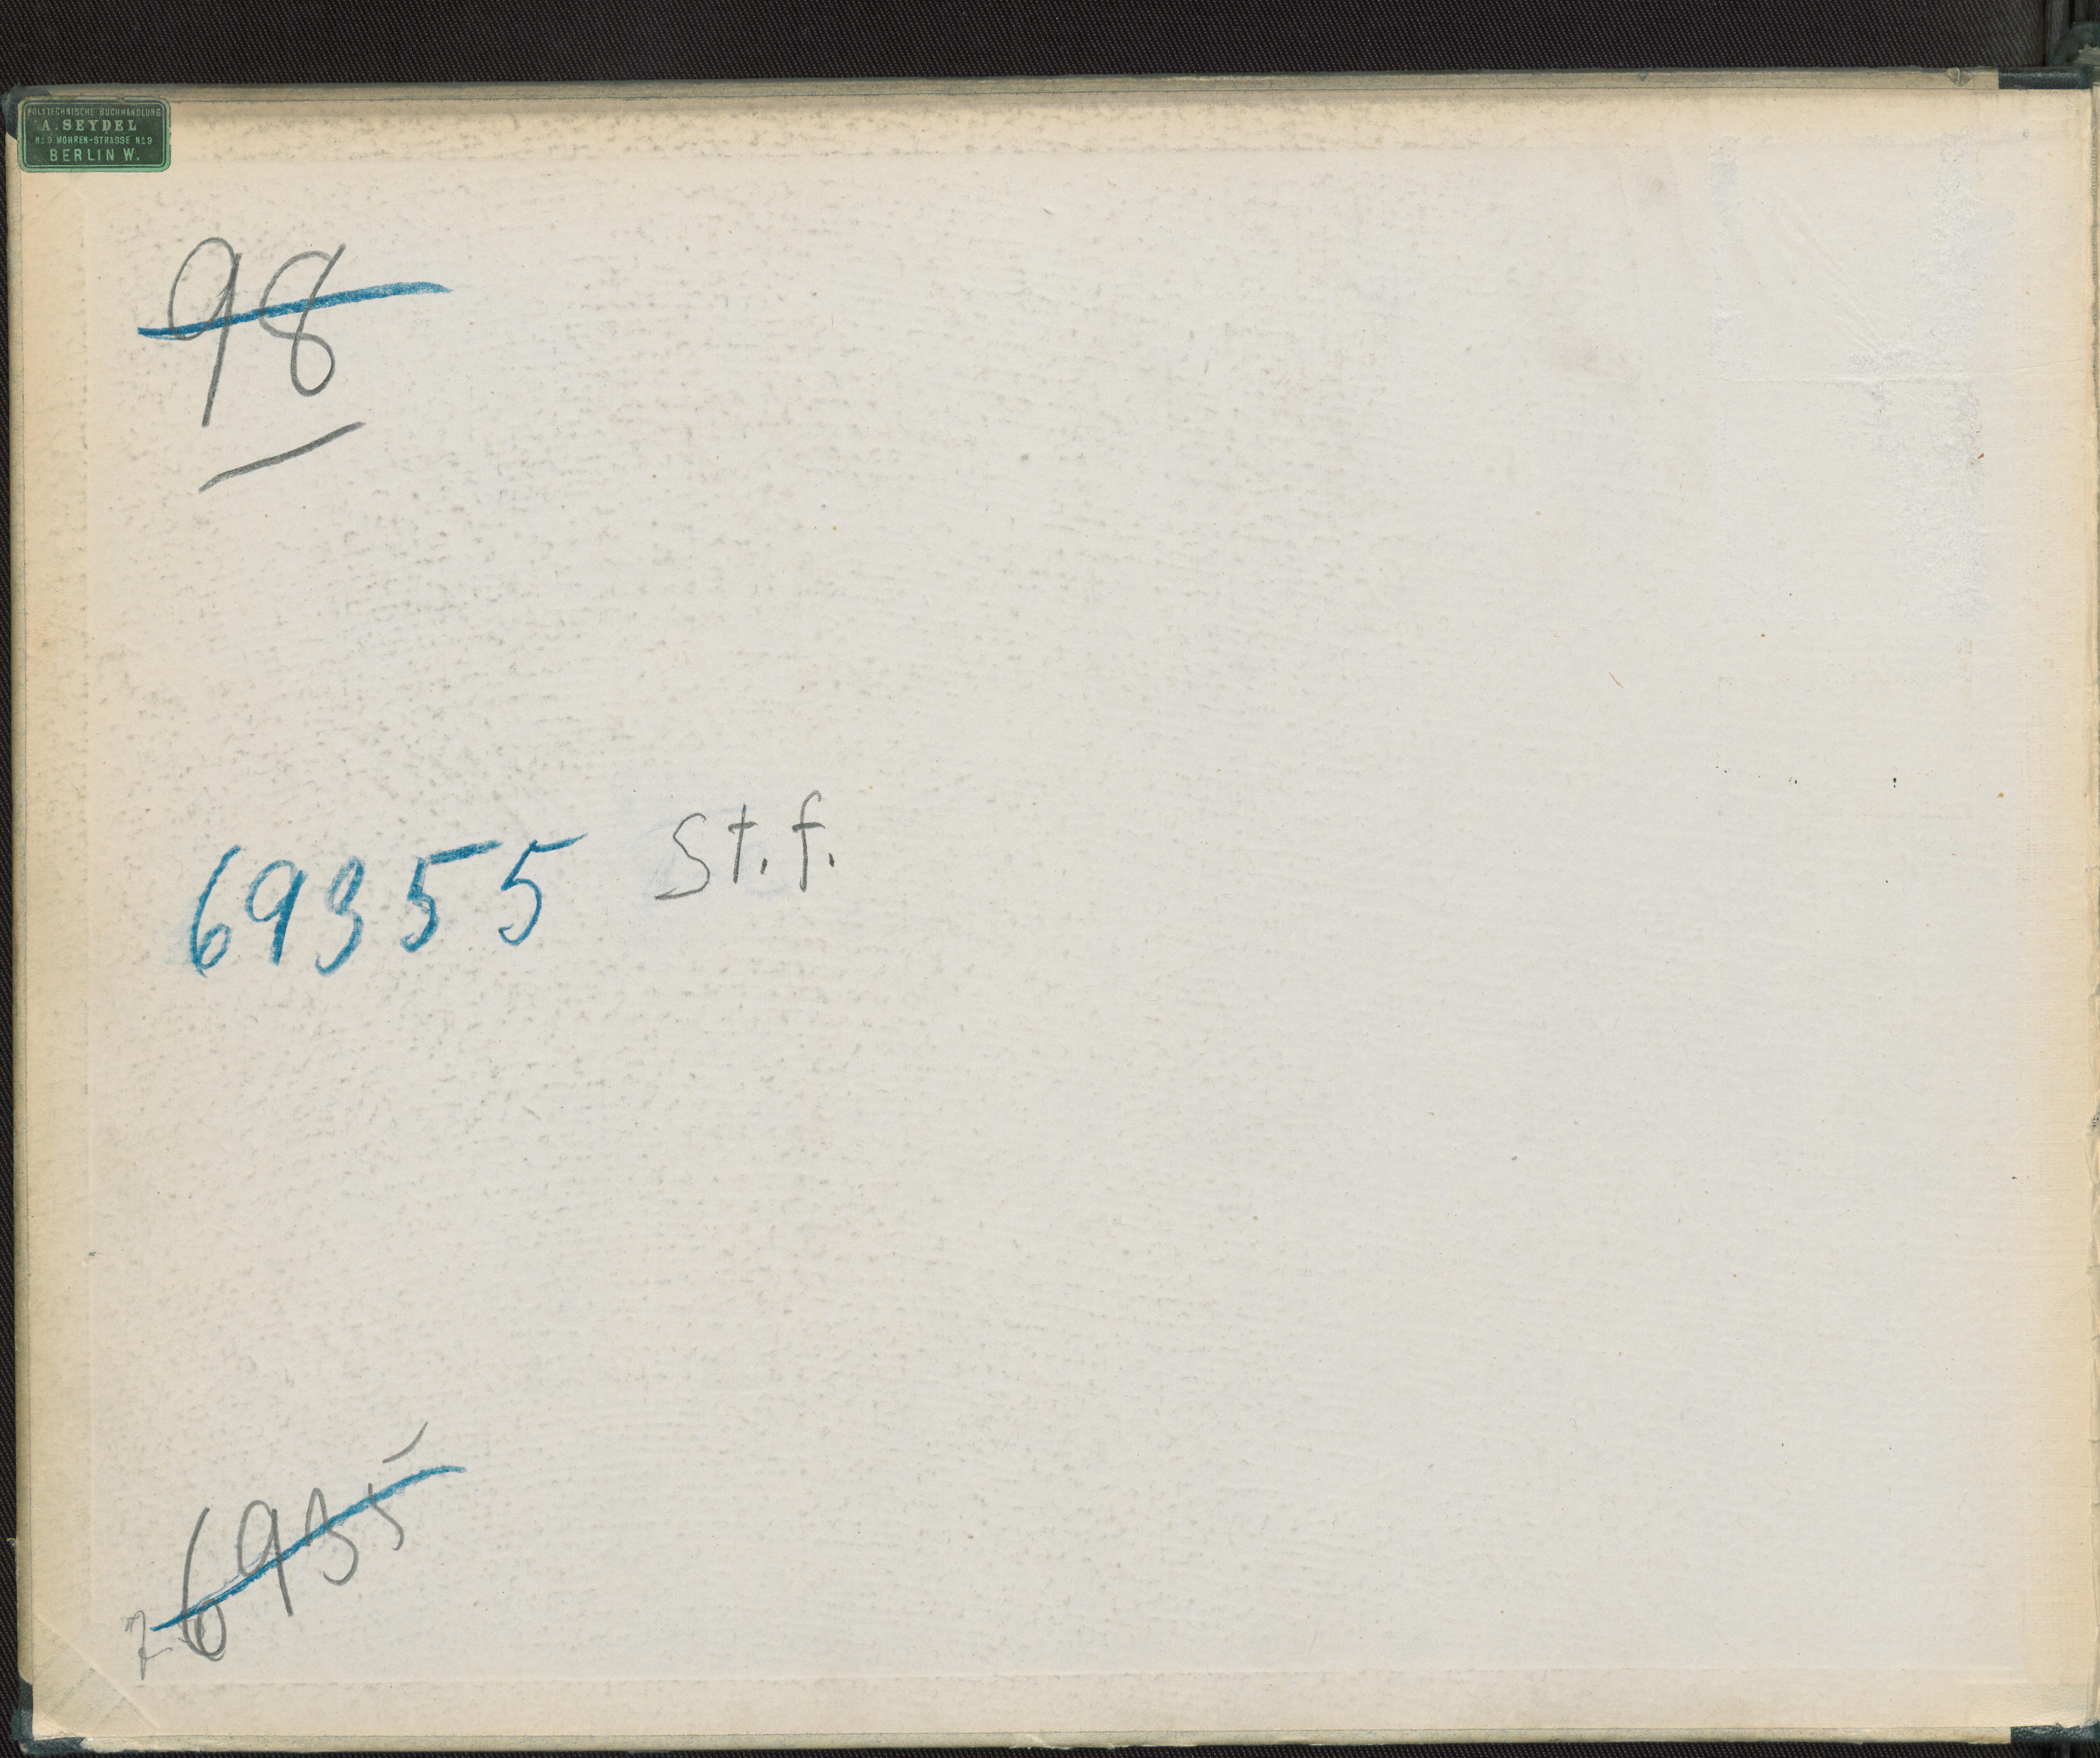 POLYTECHNISCHE BUCHHANDLUNG
A. SEYDEL
No 9 MOHREN-STRASSE No 9
BERLIN W.
98
69355 St. f.
6935